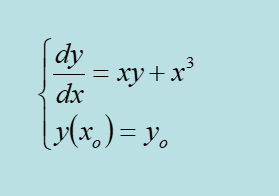 dy/dx = xy + x³
y(xₒ) = yₒ